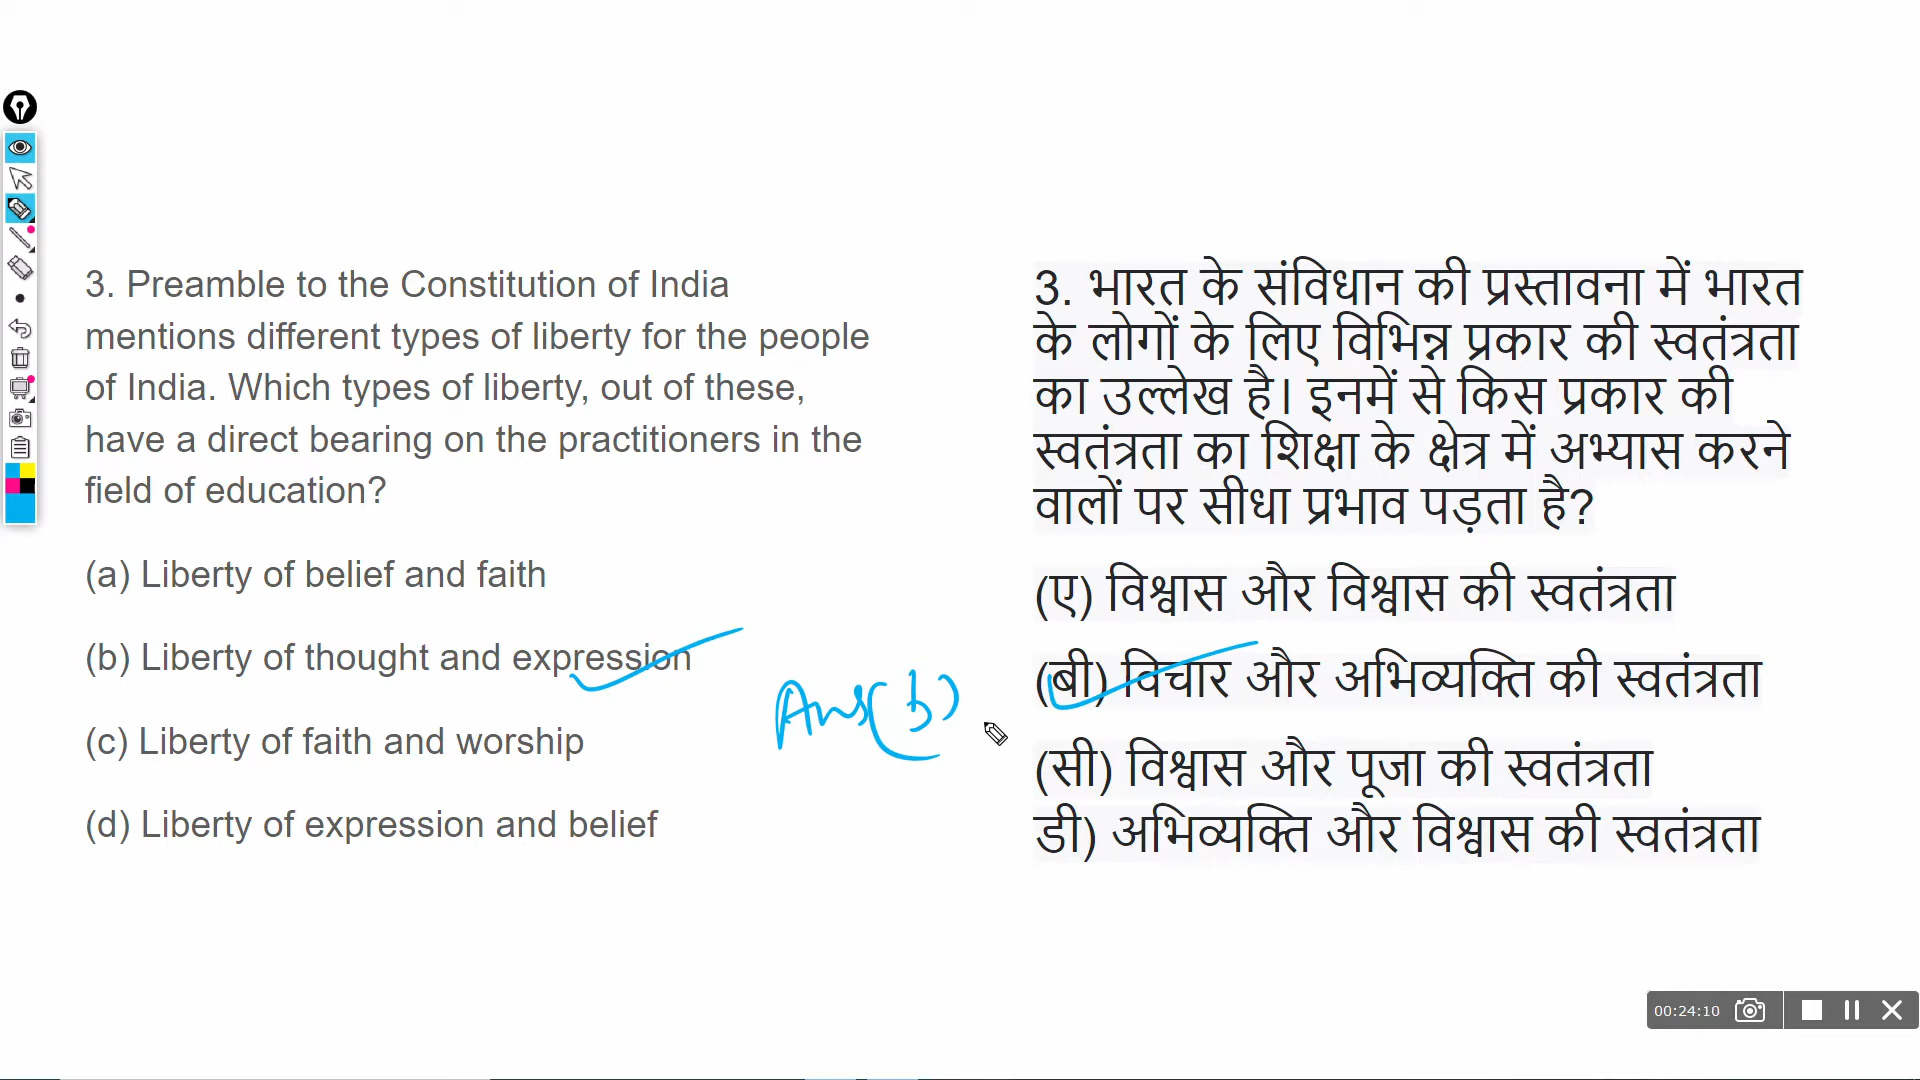 3. Preamble to the Constitution of India
mentions different types of liberty for the people
of India. Which types of liberty, out of these,
have a direct bearing on the practitioners in the
field of education?
(a) Liberty of belief and faith
(b) Liberty of thought and expression
(c) Liberty of faith and worship
(d) Liberty of expression and belief
Ans(b)
3. भारत के संविधान की प्रस्तावना में भारत
के लोगों के लिए विभिन्न प्रकार की स्वतंत्रता
का उल्लेख है। इनमें से किस प्रकार की
स्वतंत्रता का शिक्षा के क्षेत्र में अभ्यास करने
वालों पर सीधा प्रभाव पड़ता है?
(ए) विश्वास और विश्वास की स्वतंत्रता
(बी) विचार और अभिव्यक्ति की स्वतंत्रता
(सी) विश्वास और पूजा की स्वतंत्रता
डी) अभिव्यक्ति और विश्वास की स्वतंत्रता
00:24:10